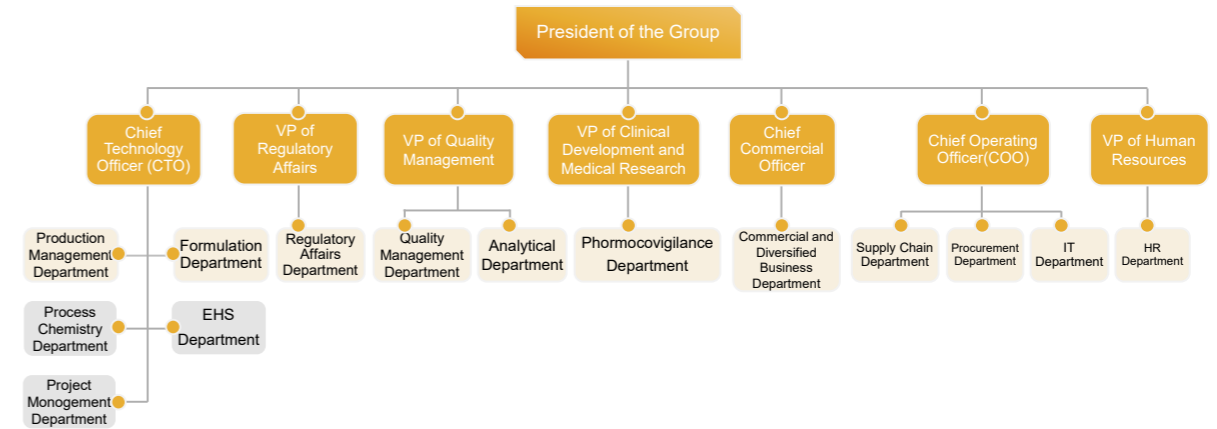 President of the Group
Chief
Technology
Officer (CTO)
VP of
Regulatory
Affairs
VP of Quality
Management
VP of Clinical
Development and
Medical Research
Chief
Commercial
Officer
Chief Operating
Officer(COO)
VP of Human
Resources
Production
Management
Department
Formulation
Department
Regulatory
Affairs
Department
Quality
Management
Department
Analytical
Department
Phormocovigilance
Department
Commercial and
Diversified
Business
Department
Supply Chain
Department
Procurement
Department
IT
Department
HR
Department
Process
Chemistry
Department
EHS
Department
Project
Monogement
Department